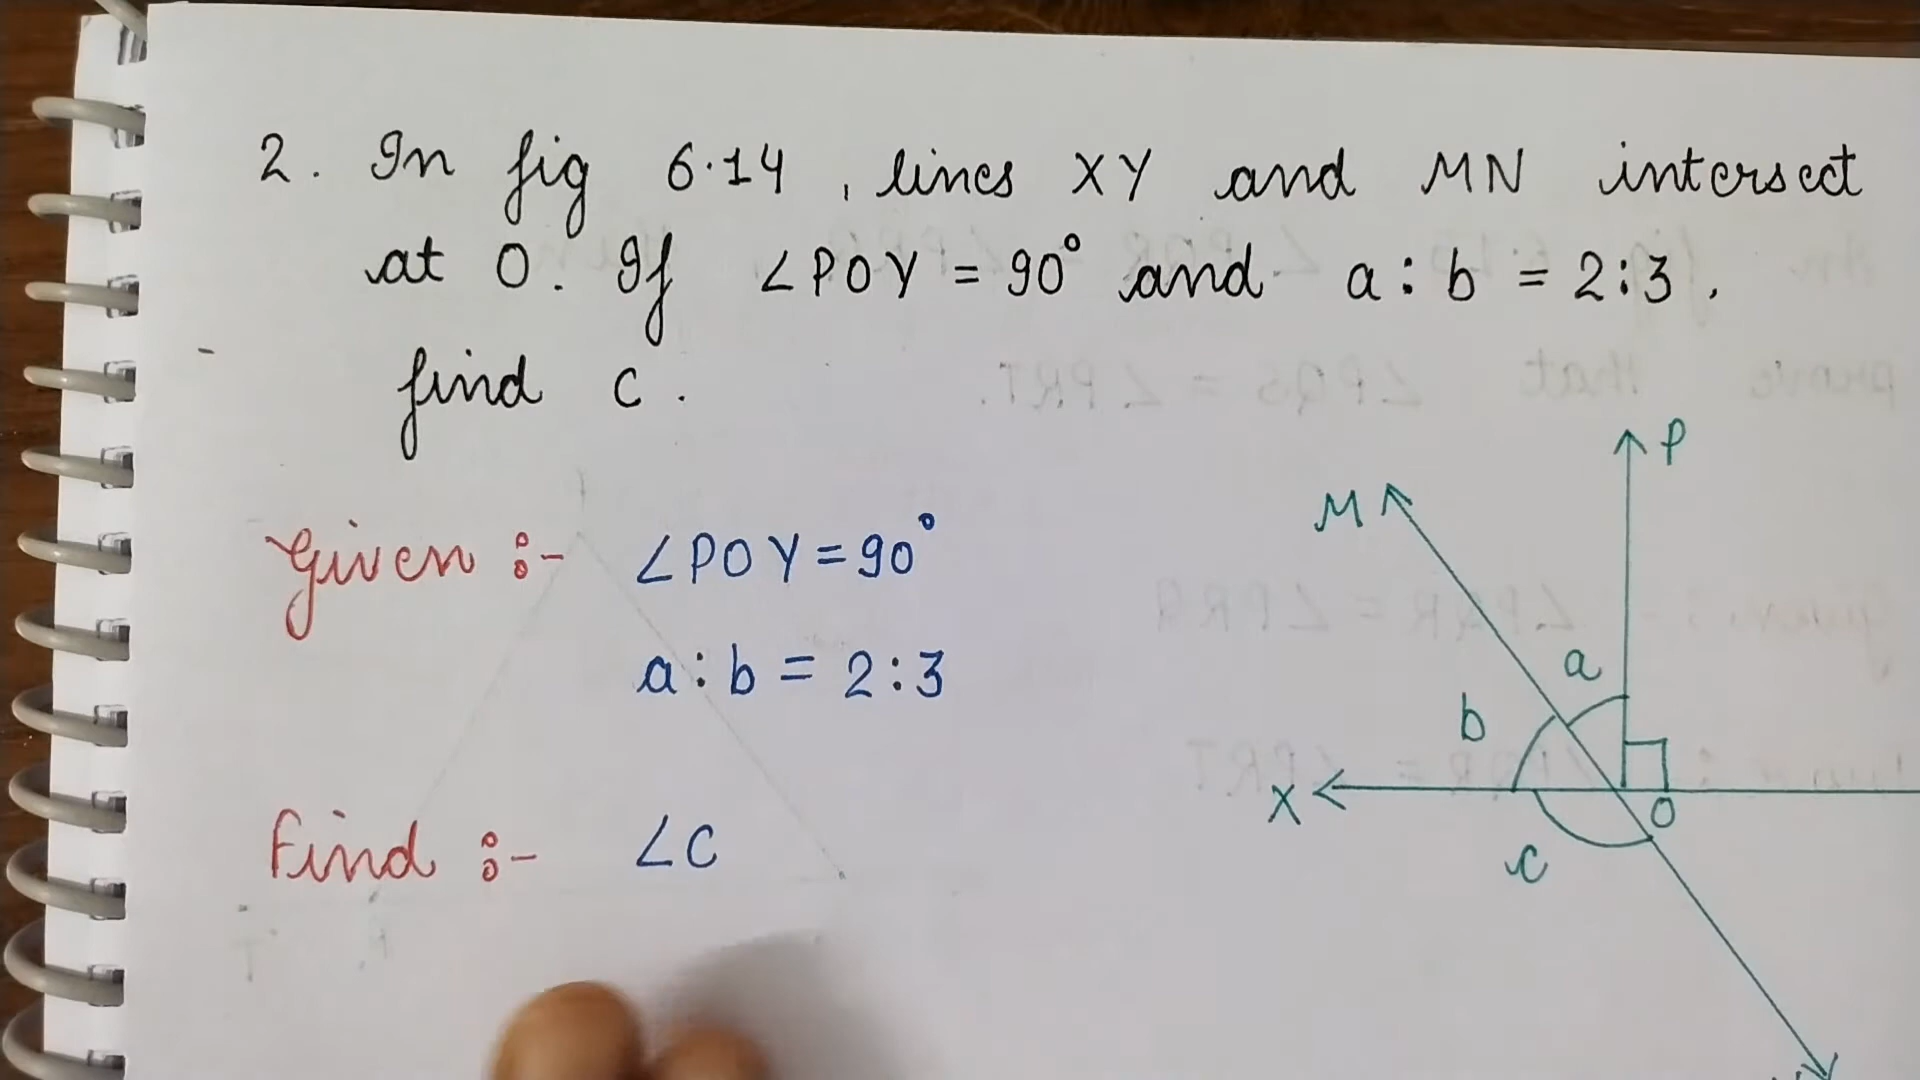 2. In fig 6.14, lines XY and MN intersect
at O. If ∠POY = 90° and a : b = 2:3,
find c.
Given :- ∠POY = 90°
a : b = 2 : 3
Find :- ∠C
P
M
a
b
X
O
c